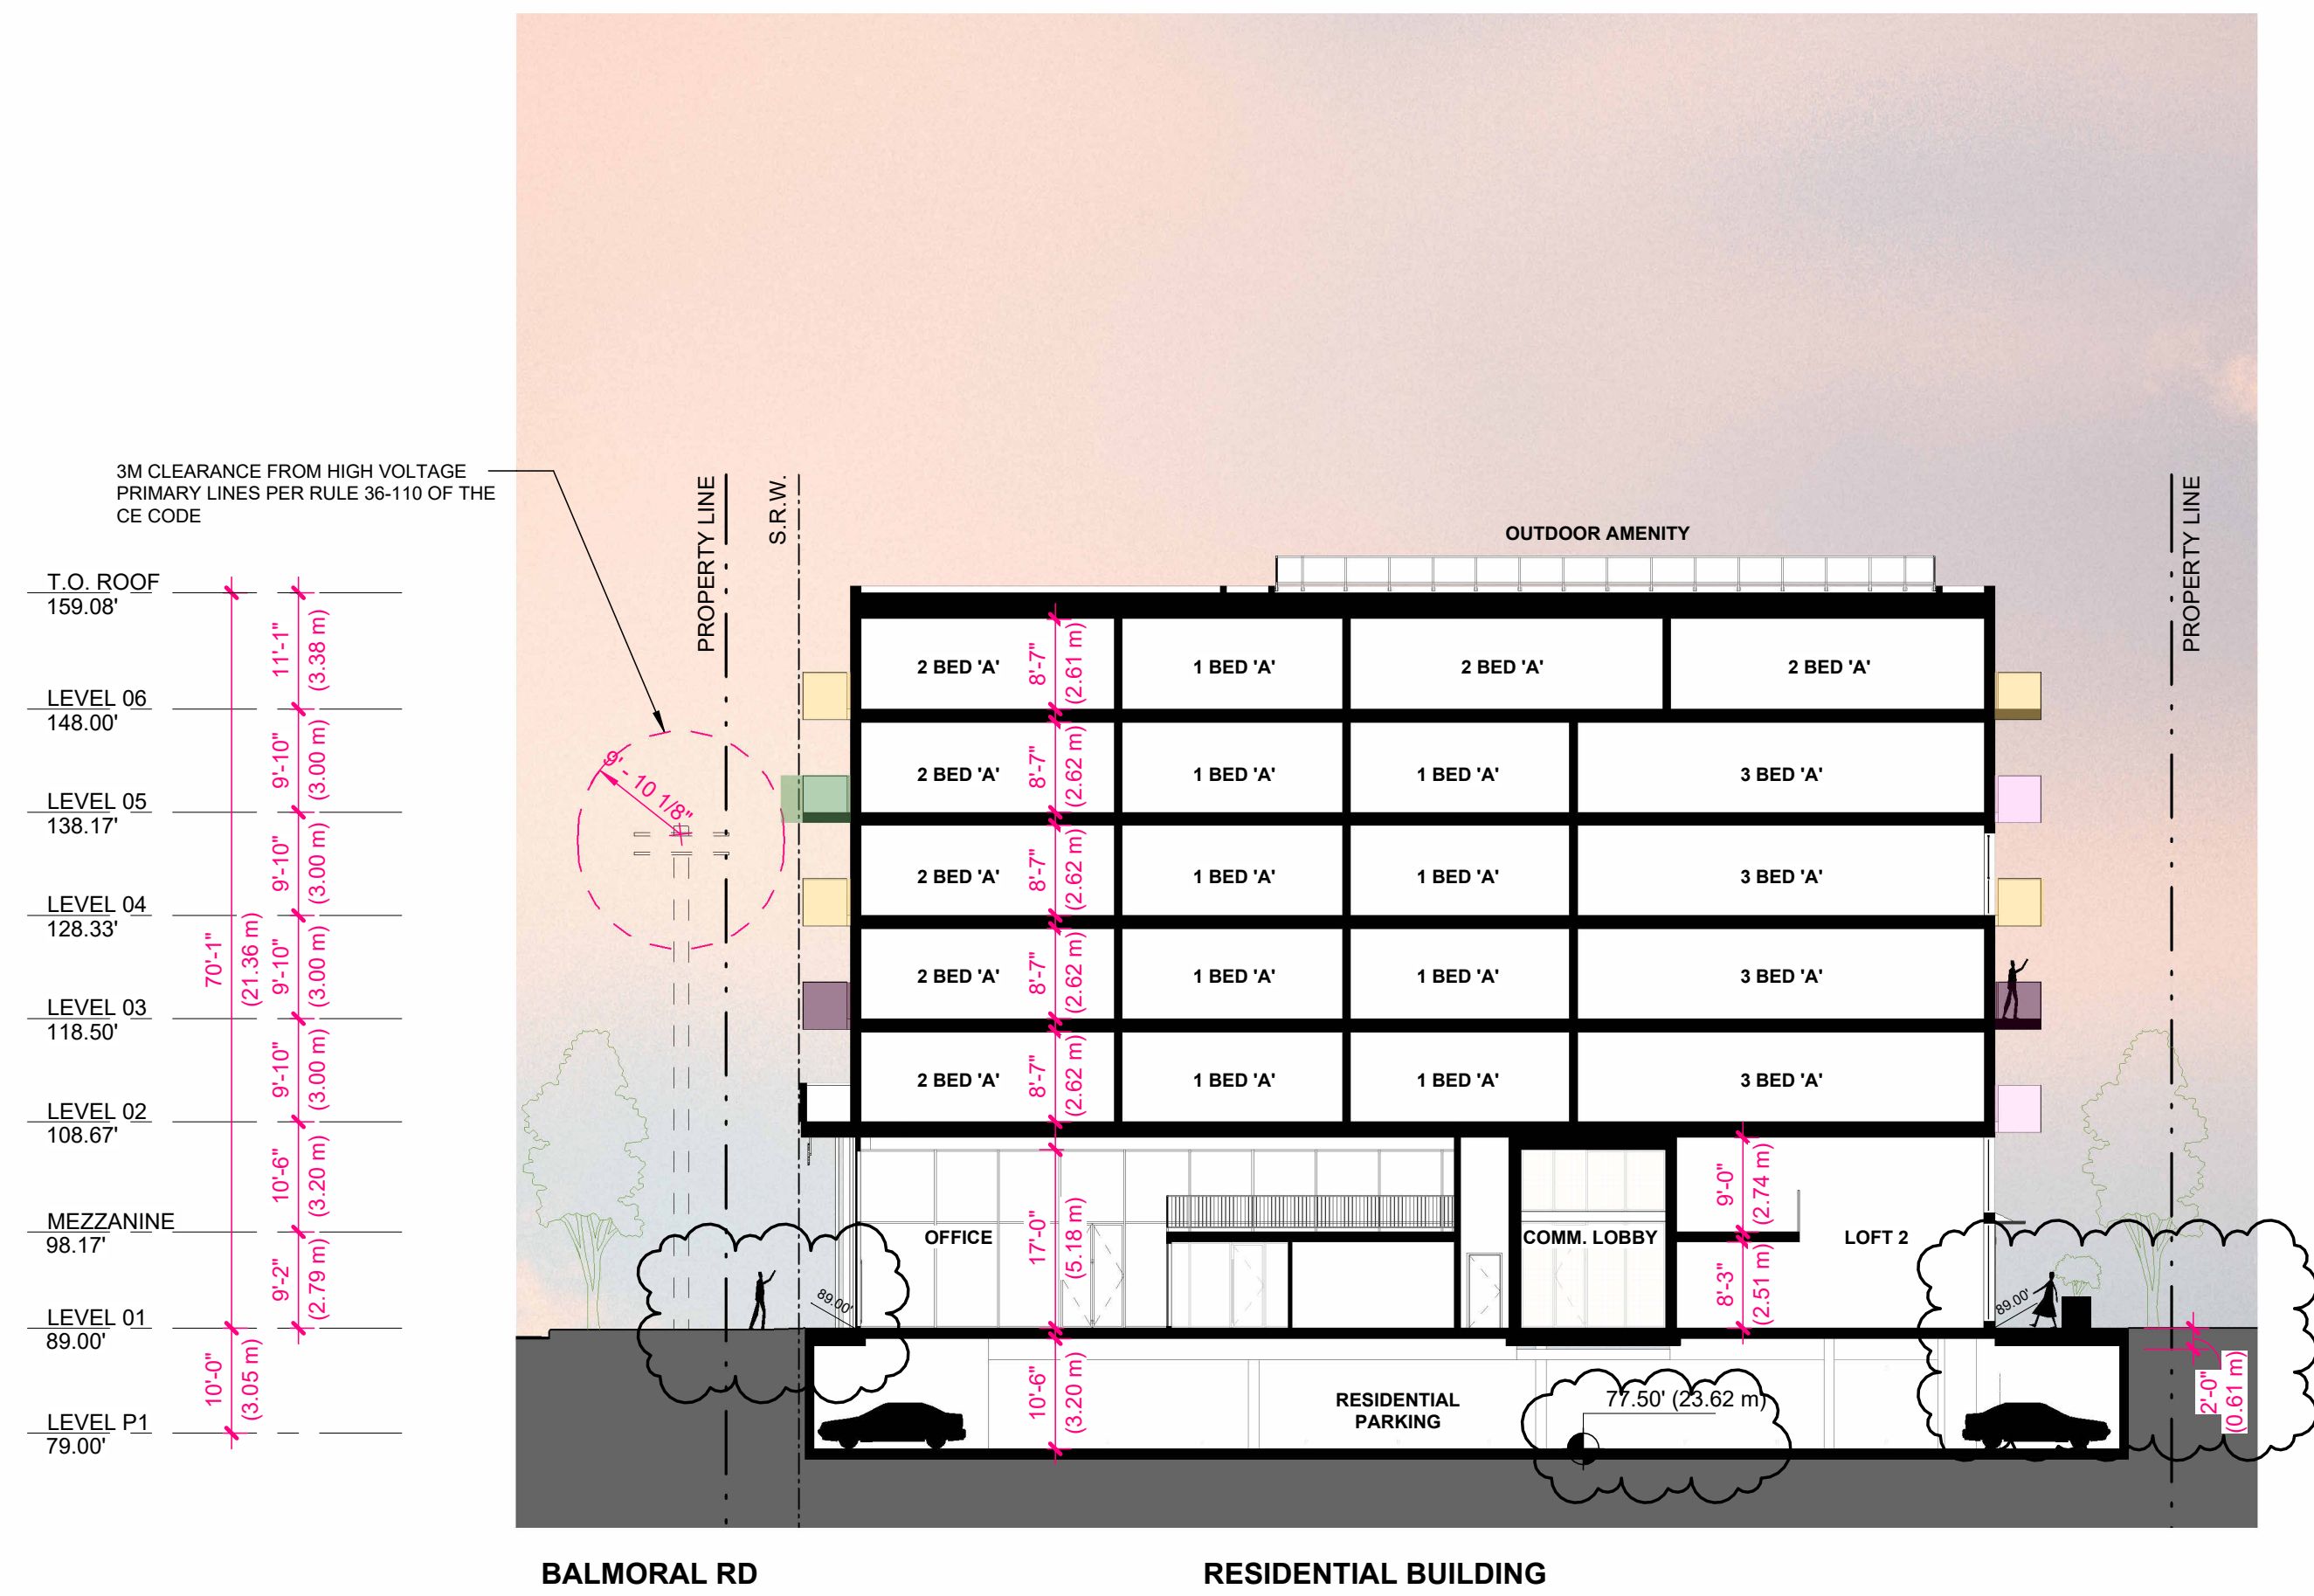 3M CLEARANCE FROM HIGH VOLTAGE
PRIMARY LINES PER RULE 36-110 OF THE
CE CODE
PROPERTY LINE
S.R.W.
PROPERTY LINE
OUTDOOR AMENITY
T.O. ROOF
159.08'
11'-1"
(3.38 m)
LEVEL 06
148.00'
9'-10"
(3.00 m)
LEVEL 05
138.17'
9'-10"
(3.00 m)
LEVEL 04
128.33'
9'-10"
(3.00 m)
LEVEL 03
118.50'
9'-10"
(3.00 m)
LEVEL 02
108.67'
10'-6"
(3.20 m)
MEZZANINE
98.17'
9'-2"
(2.79 m)
LEVEL 01
89.00'
10'-0"
(3.05 m)
LEVEL P1
79.00'
70'-1"
(21.36 m)
9' - 10 1/8"
2 BED 'A'
8'-7"
(2.61 m)
1 BED 'A'
2 BED 'A'
2 BED 'A'
2 BED 'A'
8'-7"
(2.62 m)
1 BED 'A'
1 BED 'A'
3 BED 'A'
2 BED 'A'
8'-7"
(2.62 m)
1 BED 'A'
1 BED 'A'
3 BED 'A'
2 BED 'A'
8'-7"
(2.62 m)
1 BED 'A'
1 BED 'A'
3 BED 'A'
2 BED 'A'
8'-7"
(2.62 m)
1 BED 'A'
1 BED 'A'
3 BED 'A'
OFFICE
17'-0"
(5.18 m)
COMM. LOBBY
9'-0"
(2.74 m)
8'-3"
(2.51 m)
LOFT 2
89.00'
89.00'
10'-6"
(3.20 m)
RESIDENTIAL
PARKING
77.50' (23.62 m)
2'-0"
(0.61 m)
BALMORAL RD
RESIDENTIAL BUILDING